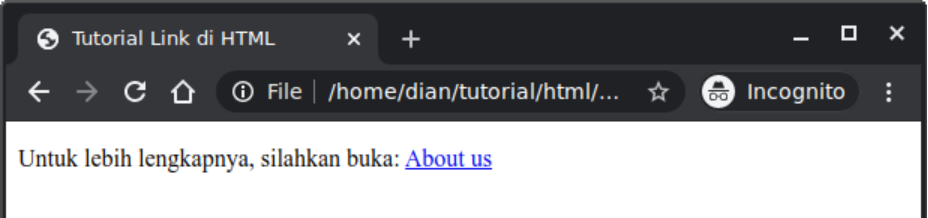 Tutorial Link di HTML
File /home/dian/tutorial/html/... Incognito
Untuk lebih lengkapnya, silahkan buka: About us